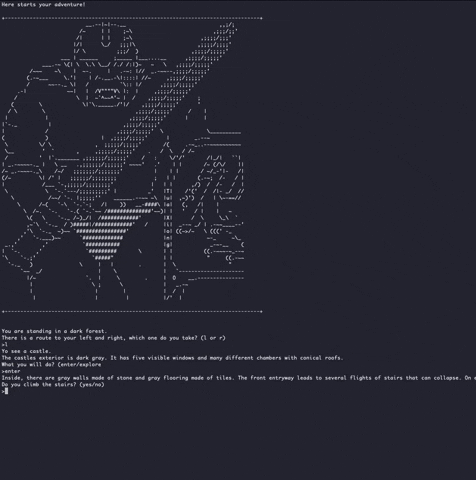 Here starts your adventure!
You are standing in a dark forest.
There is a route to your left and right, which one do you take? (l or r)
>l
Yo see a castle.
The castles exterior is dark gray. It has five visible windows and many different chambers with conical roofs.
What you will do? (enter/explore
>enter
Inside, there are gray walls made of stone and gray flooring made of tiles. The front entryway leads to several flights of stairs that can collapse. On
Do you climb the stairs? (yes/no)
>